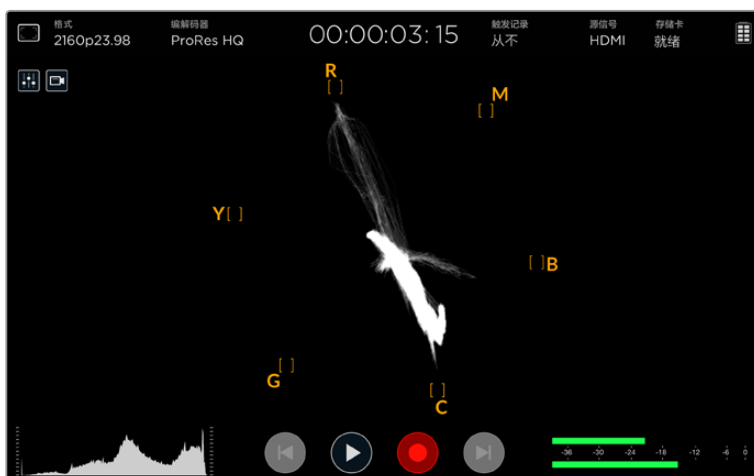 格式 编解码器 00:00:03:15 触发记录 源信号 存储卡
2160p23.98 ProRes HQ 从不 HDMI 就绪
R
M
Y
B
G
C
-36 -30 -24 -18 -12 -6 0